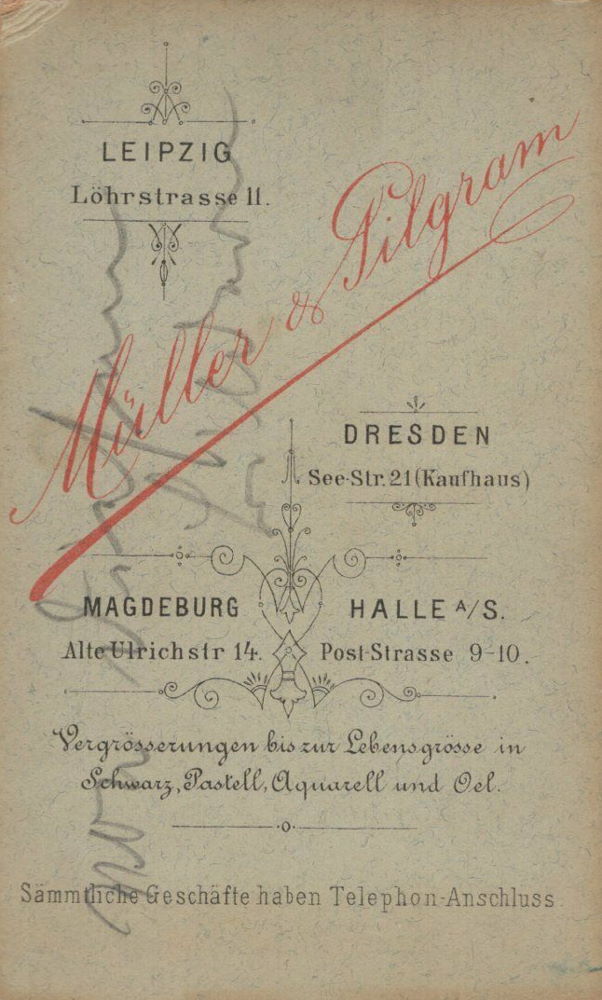 LEIPZIG
Löhrstrasse 11.
Müller & Pilgram
DRESDEN
See-Str. 21 (Kaufhaus)
MAGDEBURG
Alte Ulrichstr 14.
HALLE A/S.
Post-Strasse 9-10.
Vergrösserungen bis zur Lebensgrösse in
Schwarz, Pastell, Aquarell und Oel.
Sämmtliche Geschäfte haben Telephon-Anschluss